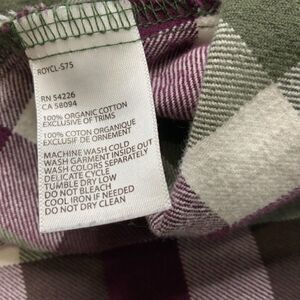 ROYCL-S75
RN 54226
CA 58094
100% ORGANIC COTTON
EXCLUSIVE OF TRIMS
100% COTON ORGANIQUE
EXCLUSIF DE ORNEMENT
MACHINE WASH COLD
WASH GARMENT INSIDE OUT
WASH COLORS SEPARATELY
DELICATE CYCLE
TUMBLE DRY LOW
DO NOT BLEACH
COOL IRON IF NEEDED
DO NOT DRY CLEAN